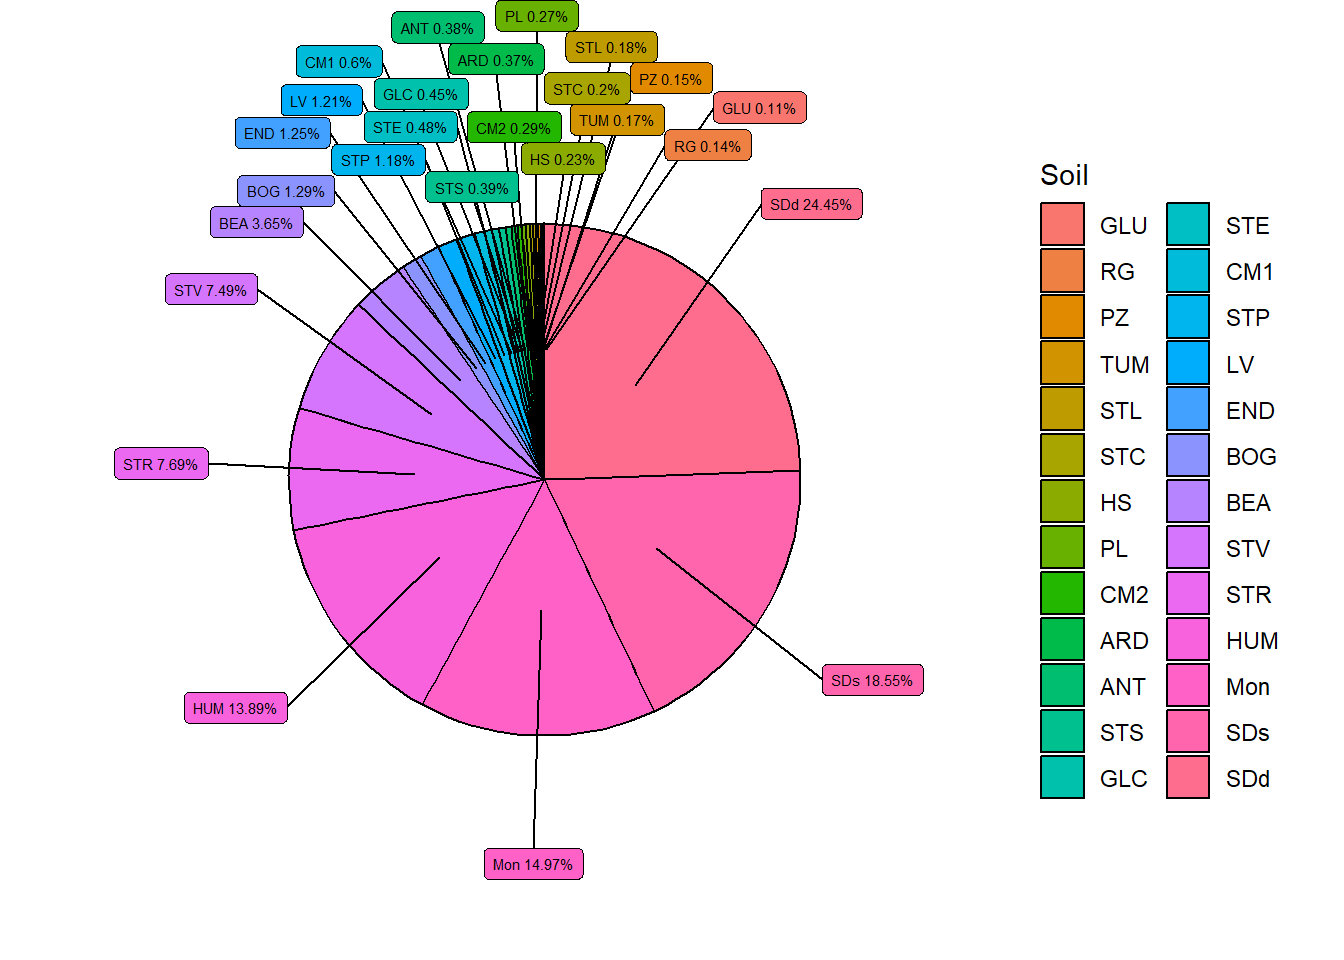 PL 0.27%
ANT 0.38%
STL 0.18%
ARD 0.37%
CM1 0.6%
PZ 0.15%
STC 0.2%
GLC 0.45%
LV 1.21%
GLU 0.11%
TUM 0.17%
STE 0.48%
CM2 0.29%
END 1.25%
RG 0.14%
HS 0.23%
STP 1.18%
STS 0.39%
BOG 1.29%
SDd 24.45%
BEA 3.65%
STV 7.49%
STR 7.69%
SDs 18.55%
HUM 13.89%
Mon 14.97%
Soil
GLU
RG
PZ
TUM
STL
STC
HS
PL
CM2
ARD
ANT
STS
GLC
STE
CM1
STP
LV
END
BOG
BEA
STV
STR
HUM
Mon
SDs
SDd